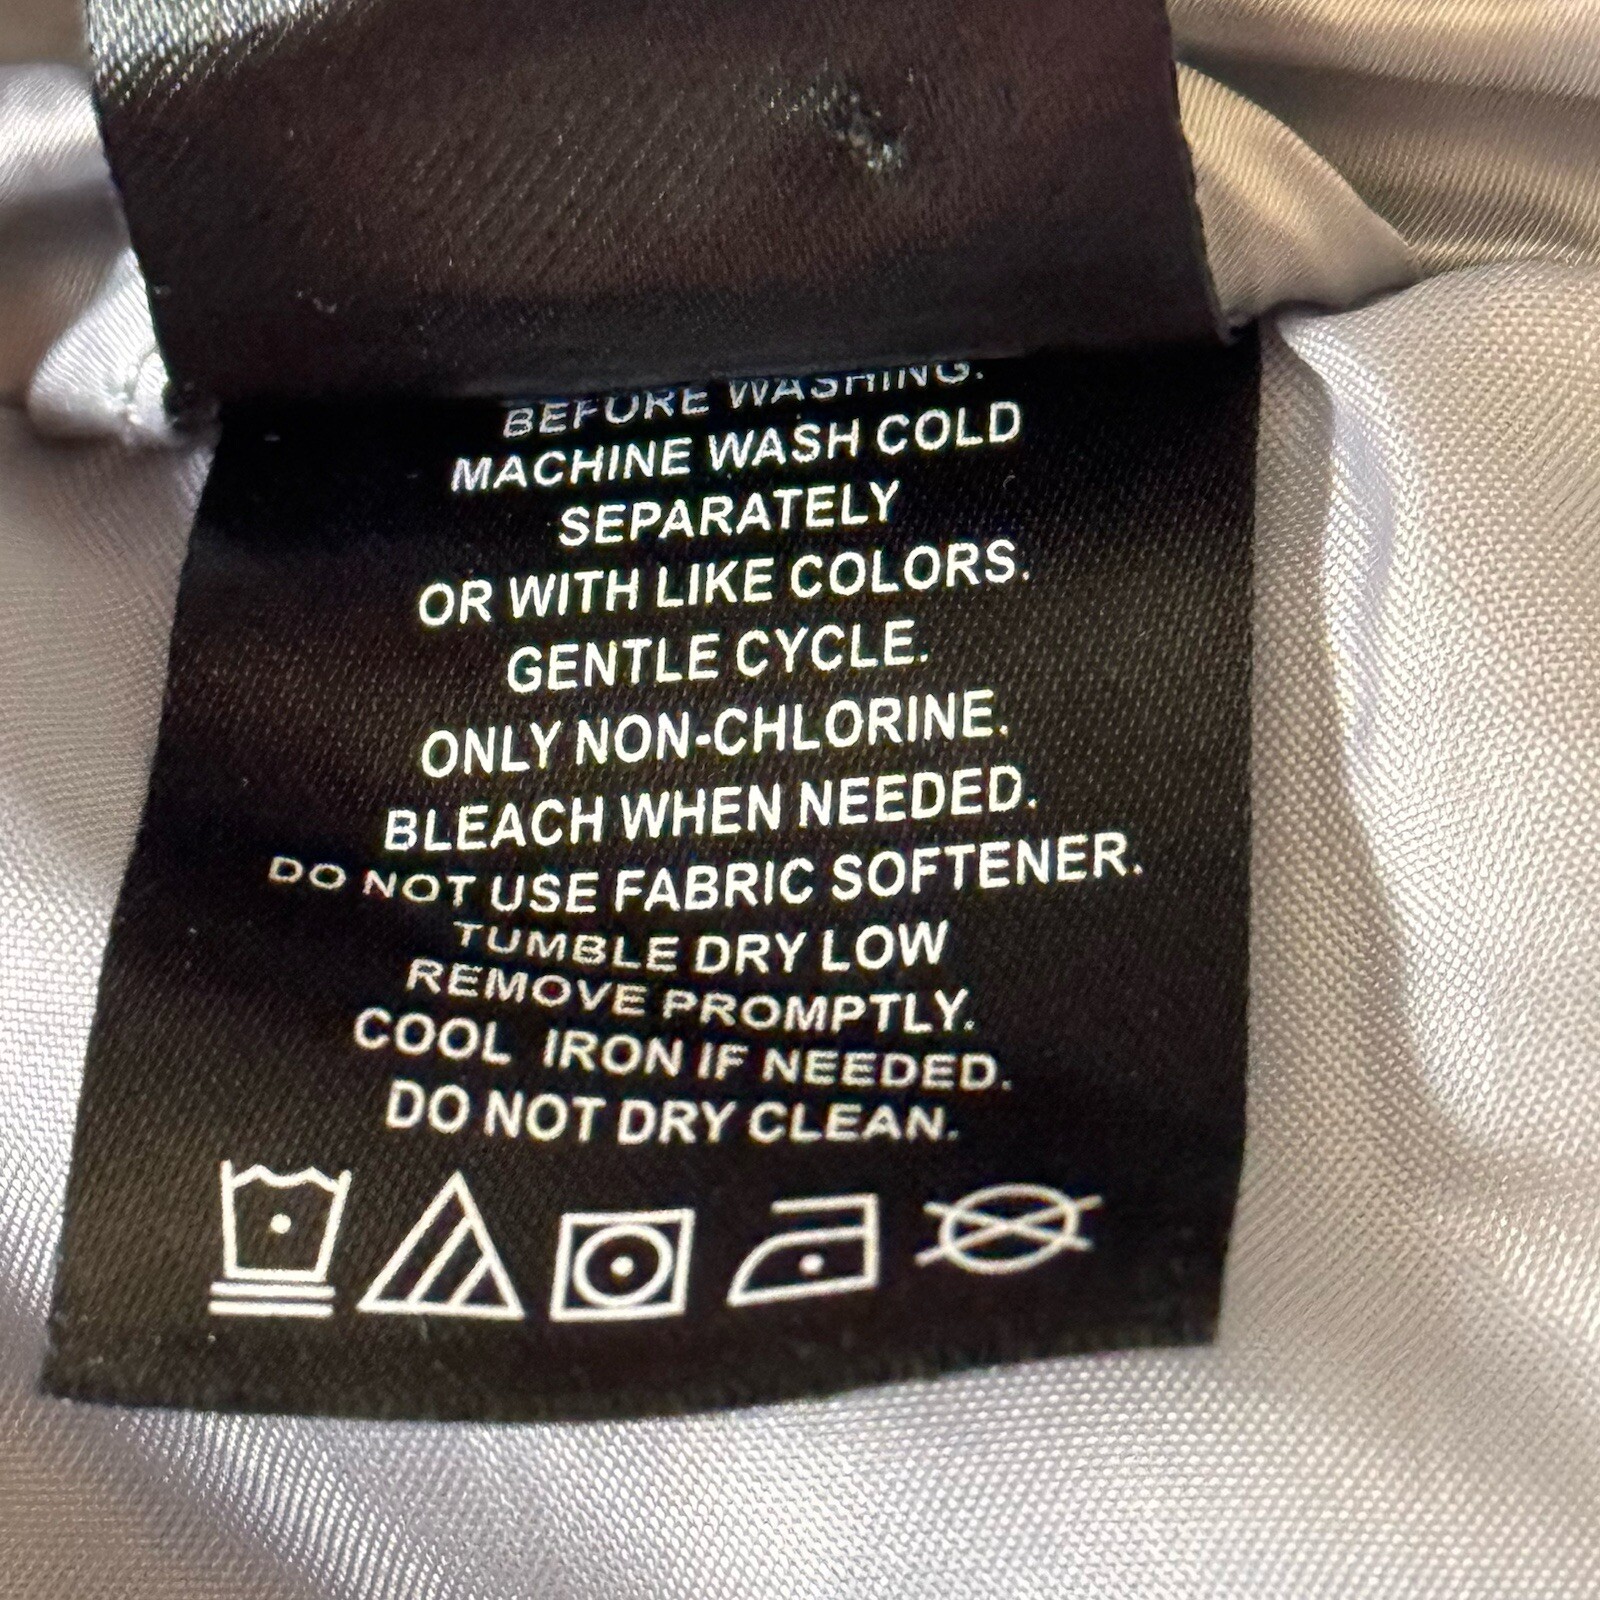 BEFORE WASHING.
MACHINE WASH COLD
SEPARATELY
OR WITH LIKE COLORS.
GENTLE CYCLE.
ONLY NON-CHLORINE.
BLEACH WHEN NEEDED.
DO NOT USE FABRIC SOFTENER.
TUMBLE DRY LOW
REMOVE PROMPTLY.
COOL IRON IF NEEDED.
DO NOT DRY CLEAN.